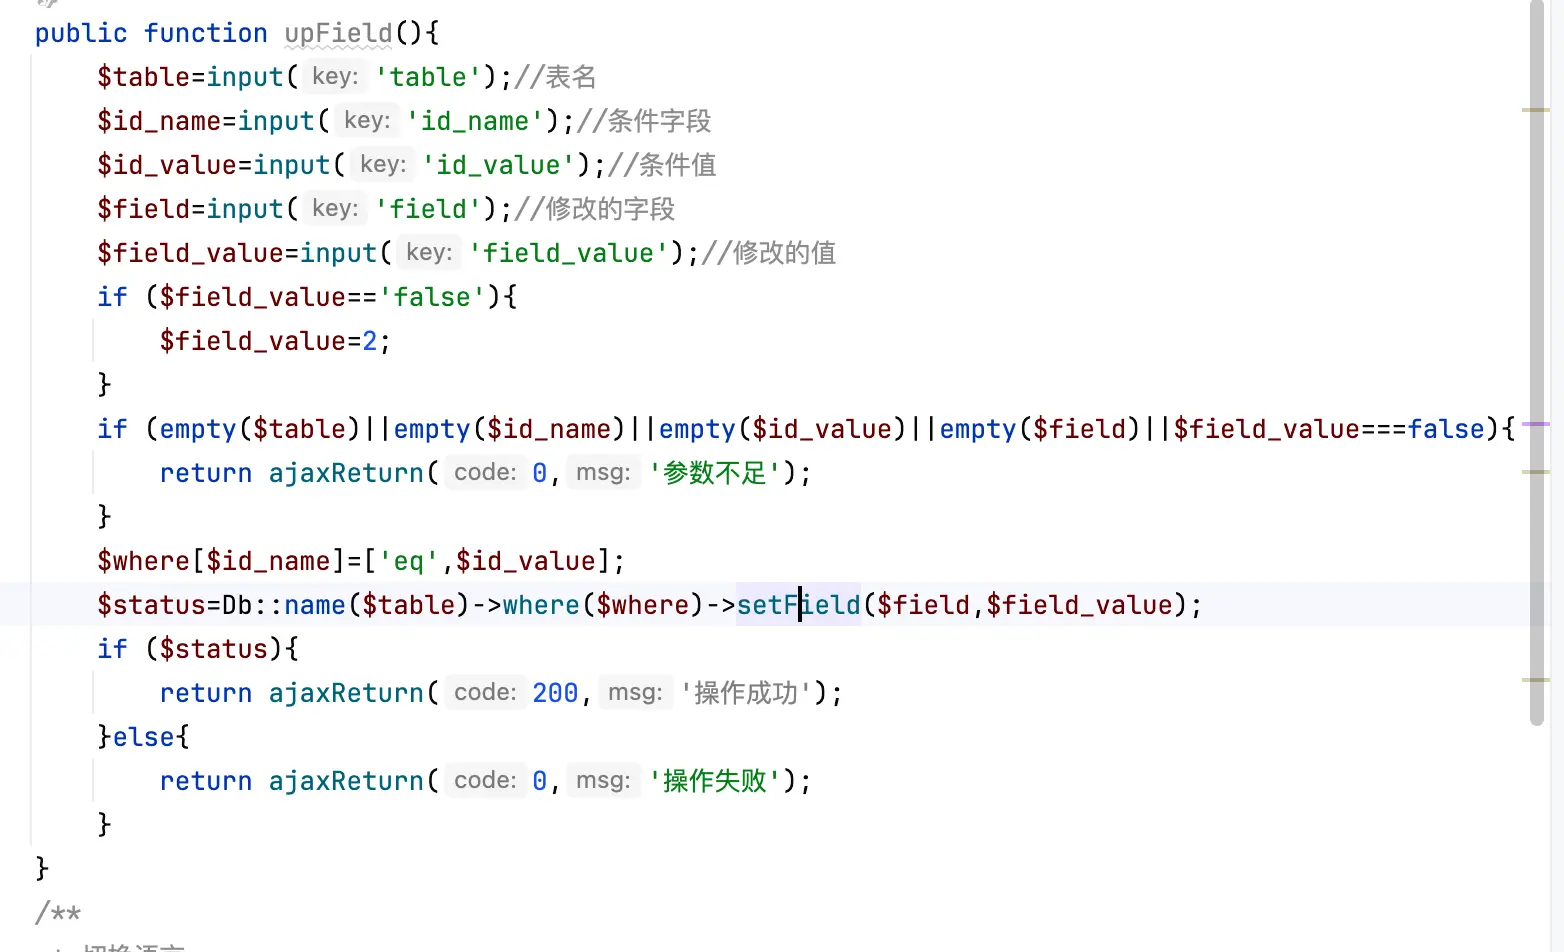 public function upField(){
$table=input( key: 'table');//表名
$id_name=input( key: 'id_name');//条件字段
$id_value=input( key: 'id_value');//条件值
$field=input( key: 'field');//修改的字段
$field_value=input( key: 'field_value');//修改的值
if ($field_value=='false'){
$field_value=2;
}
if (empty($table)||empty($id_name)||empty($id_value)||empty($field)||$field_value===false){
return ajaxReturn( code: 0, msg: '参数不足');
}
$where[$id_name]=['eq',$id_value];
$status=Db::name($table)->where($where)->setField($field,$field_value);
if ($status){
return ajaxReturn( code: 200, msg: '操作成功');
}else{
return ajaxReturn( code: 0, msg: '操作失败');
}
}
/**
* 切换语言